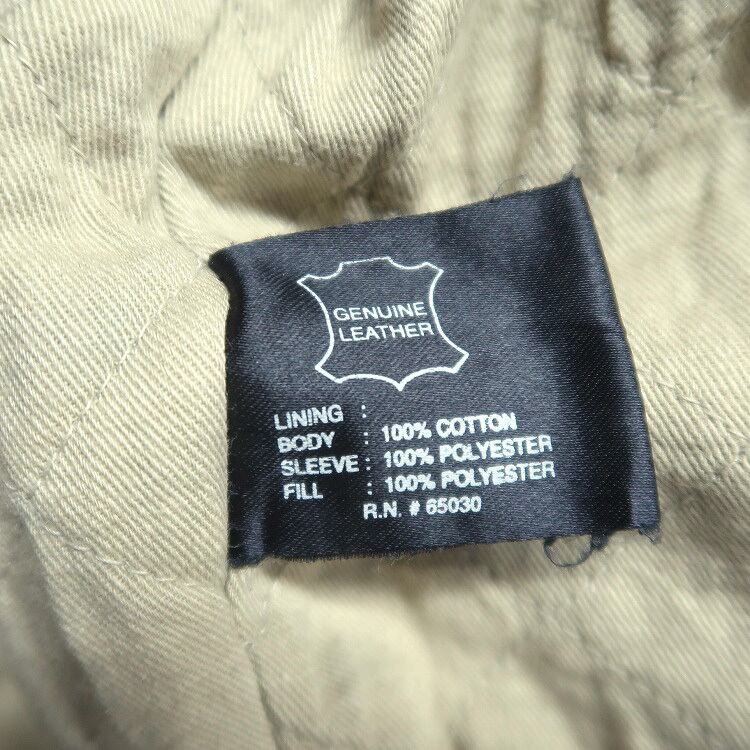 GENUINE
LEATHER
LINING :
BODY : 100% COTTON
SLEEVE : 100% POLYESTER
FILL : 100% POLYESTER
R.N. # 65030